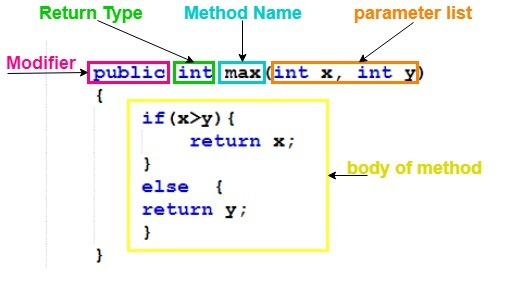 Return Type Method Name parameter list
Modifier public int max(int x, int y)
{
if(x>y){
return x;
}
body of method
else {
return y;
}
}